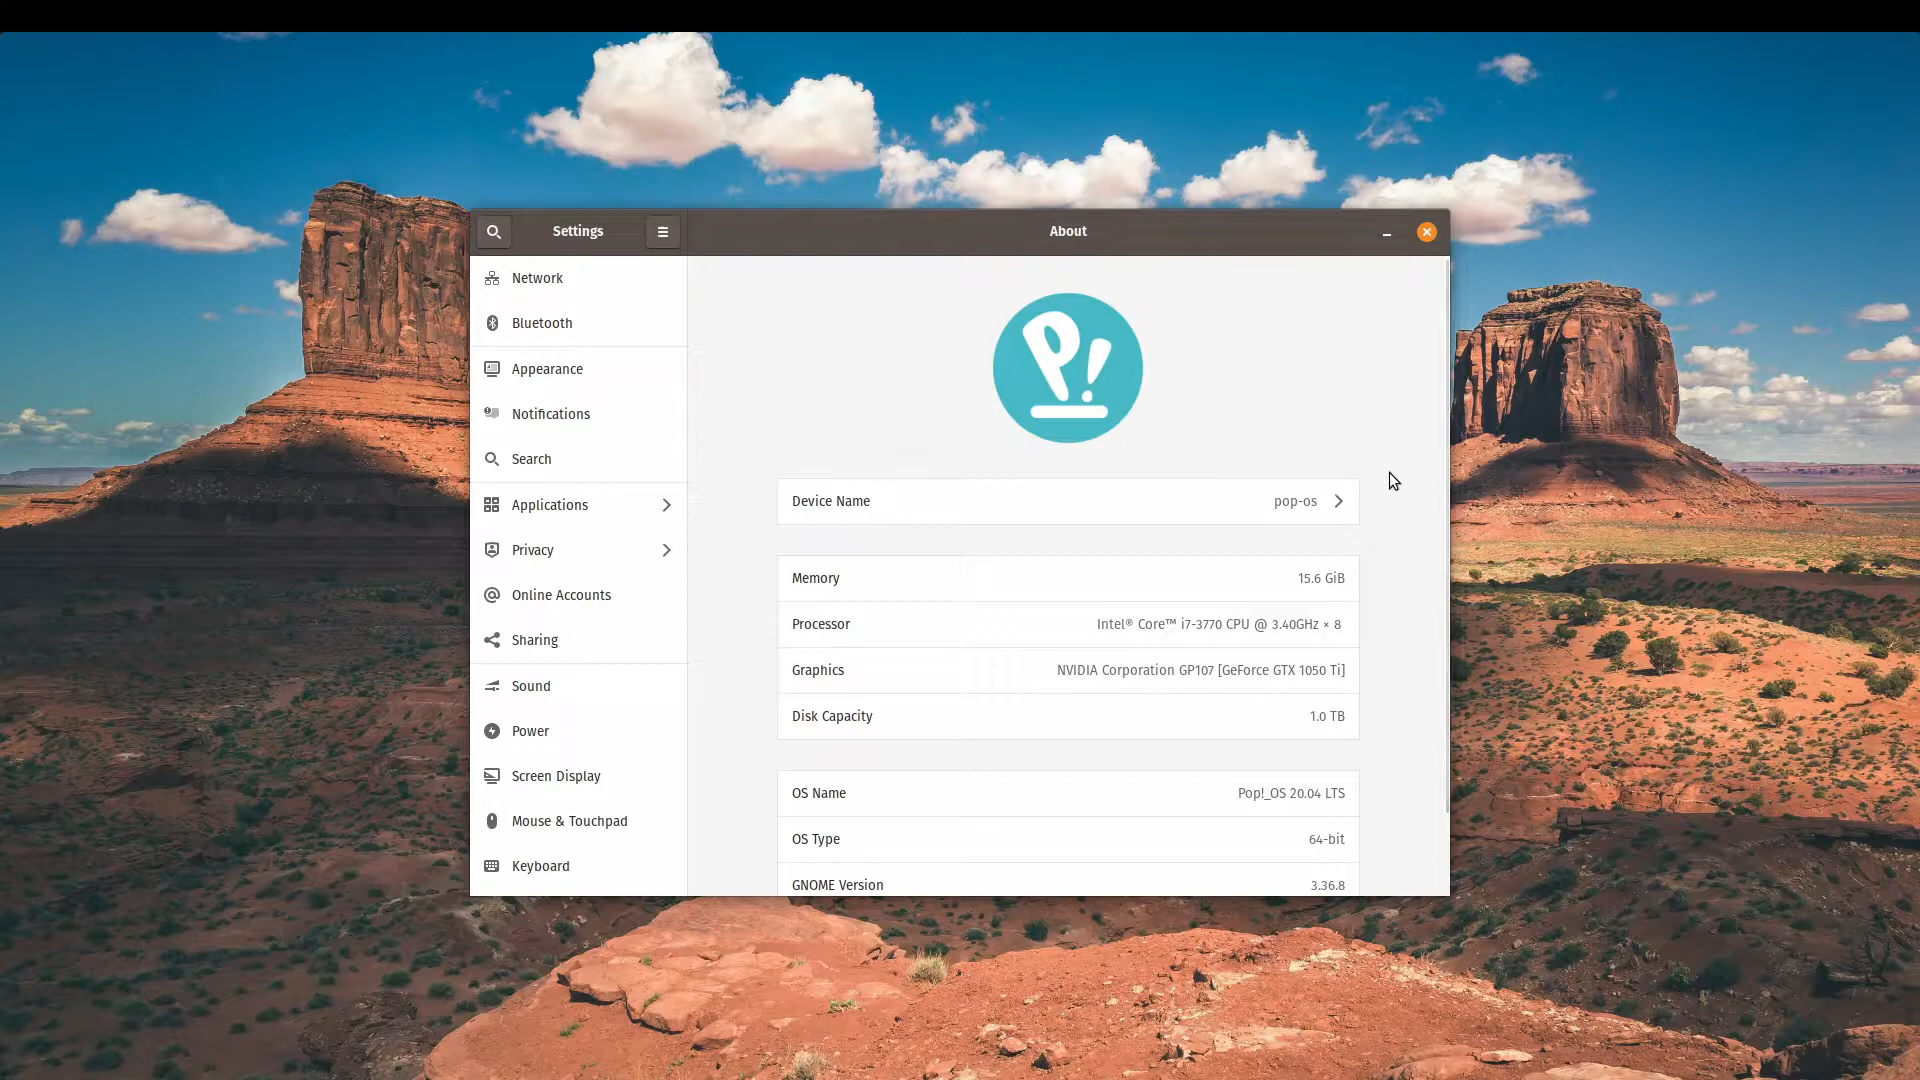 Settings
About
Network
Bluetooth
Appearance
Notifications
Search
Applications
Privacy
Online Accounts
Sharing
Sound
Power
Screen Display
Mouse & Touchpad
Keyboard
P!
Device Name pop-os
Memory 15.6 GiB
Processor Intel® Core™ i7-3770 CPU @ 3.40GHz × 8
Graphics NVIDIA Corporation GP107 [GeForce GTX 1050 Ti]
Disk Capacity 1.0 TB
OS Name Pop!_OS 20.04 LTS
OS Type 64-bit
GNOME Version 3.36.8